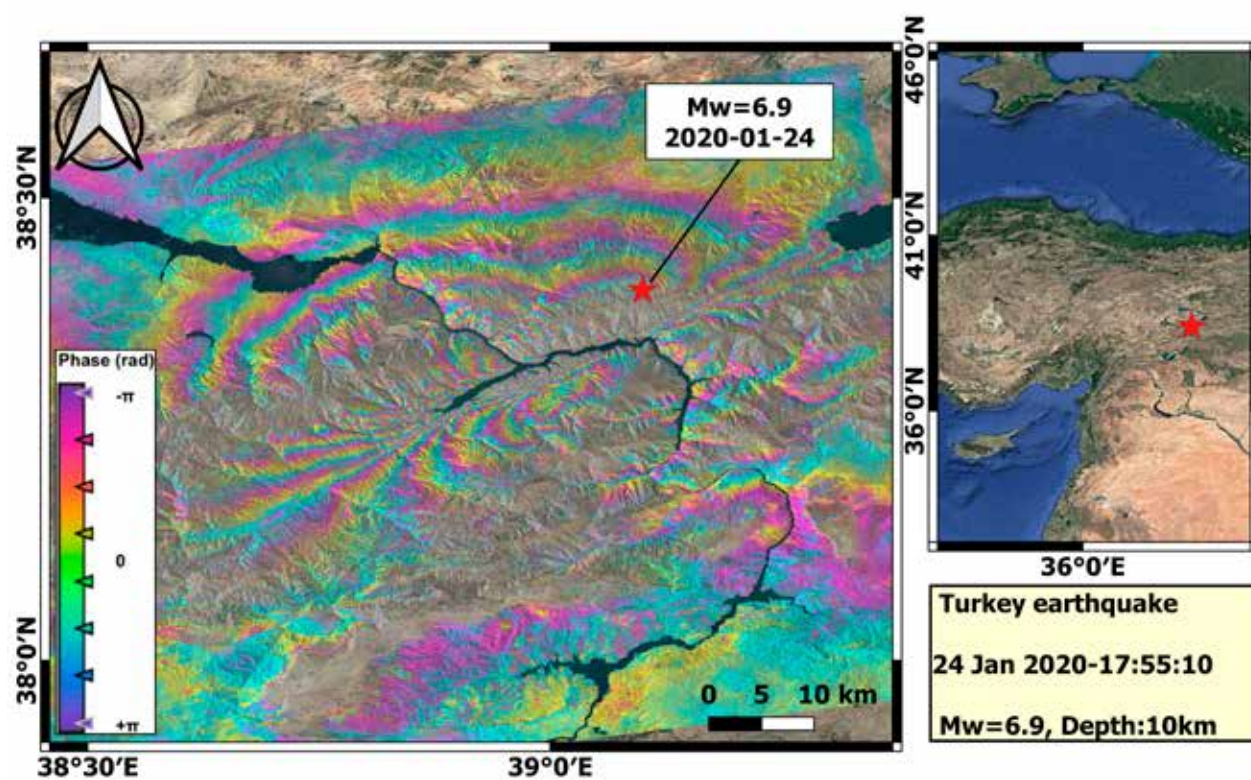 Mw=6.9
2020-01-24
38°30′N
38°0′N
38°30′E
39°0′E
Phase (rad)
-π
0
+π
0 5 10 km
46°0′N
41°0′N
36°0′N
36°0′E
Turkey earthquake
24 Jan 2020-17:55:10
Mw=6.9, Depth:10km